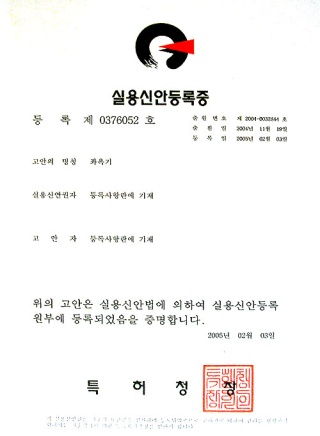 실용신안등록증
등 록 제 0376052 호
출 원 번 호 제 2004-0032844 호
출 원 일 2004년 11월 19일
등 록 일 2005년 02월 03일
고안의 명칭 좌욕기
실용신안권자 등록사항란에 기재
고 안 자 등록사항란에 기재
위의 고안은 실용신안법에 의하여 실용신안등록
원부에 등록되었음을 증명합니다.
2005년 02월 03일
특 허 청 장